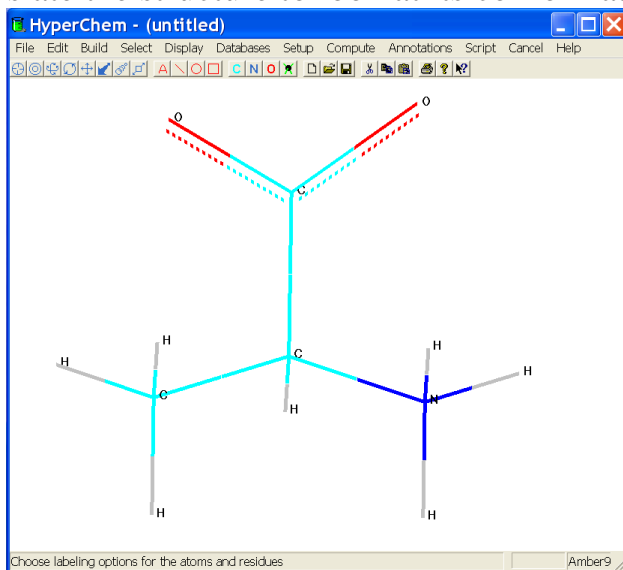 HyperChem - (untitled)
File Edit Build Select Display Databases Setup Compute Annotations Script Cancel Help
A C N O
O
O
C
H
H
C
H
C
H
H
N
H
H
Choose labeling options for the atoms and residues
Amber9